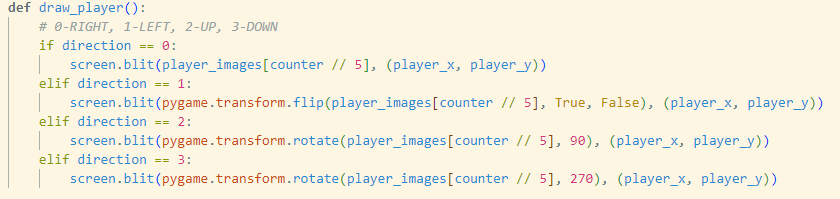 def draw_player():
    # 0-RIGHT, 1-LEFT, 2-UP, 3-DOWN
    if direction == 0:
        screen.blit(player_images[counter // 5], (player_x, player_y))
    elif direction == 1:
        screen.blit(pygame.transform.flip(player_images[counter // 5], True, False), (player_x, player_y))
    elif direction == 2:
        screen.blit(pygame.transform.rotate(player_images[counter // 5], 90), (player_x, player_y))
    elif direction == 3:
        screen.blit(pygame.transform.rotate(player_images[counter // 5], 270), (player_x, player_y))